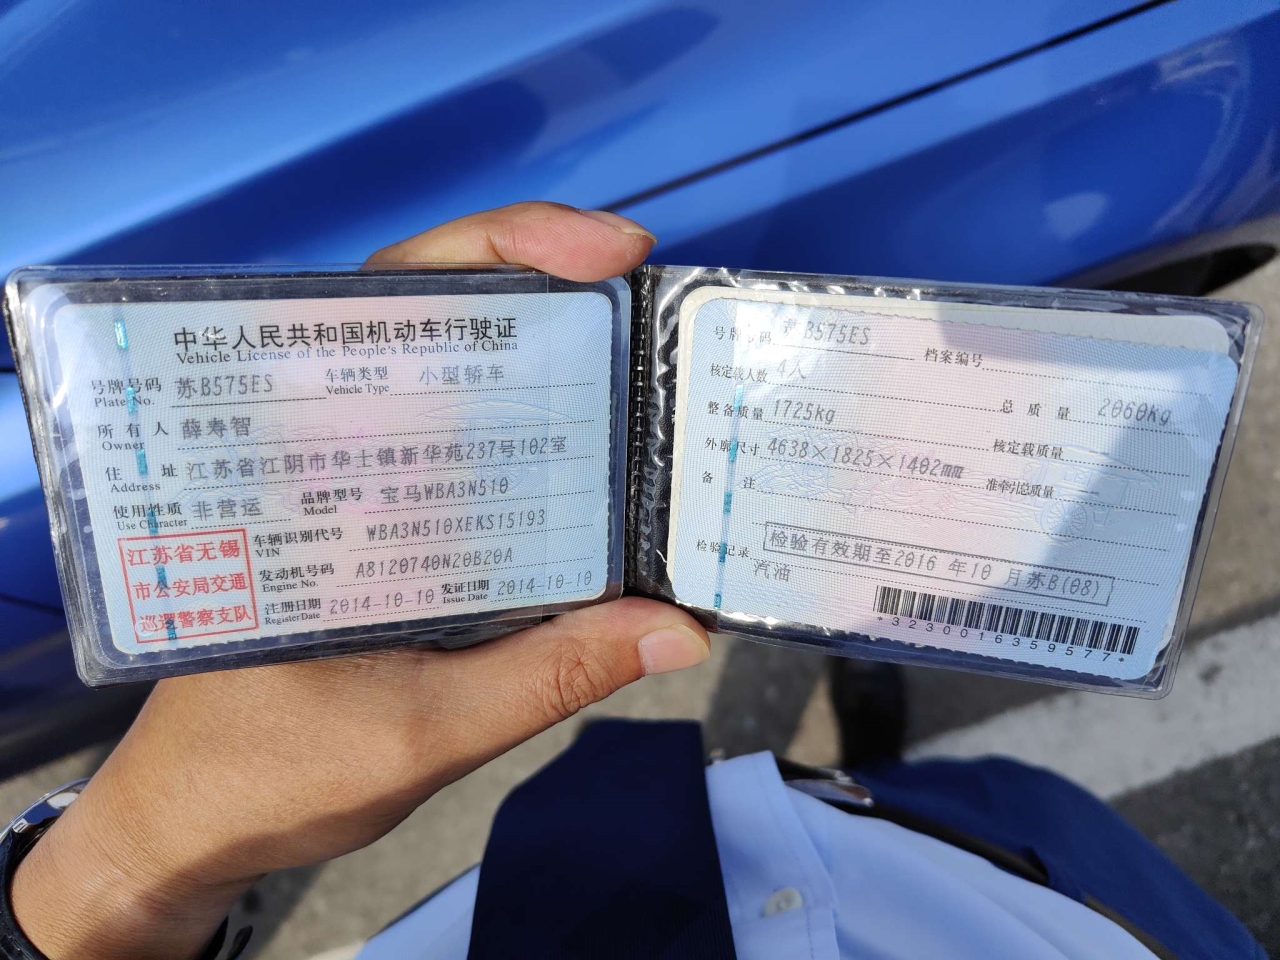 中华人民共和国机动车行驶证
Vehicle License of the People's Republic of China
号牌号码 苏B575ES 车辆类型 小型轿车
Plate No. Vehicle Type
所有人 薛寿智
Owner
住址 江苏省江阴市华士镇新华苑237号102室
Address
使用性质 非营运 品牌型号 宝马WBA3N510
Use Character Model
车辆识别代号 WBA3N510XEKS15193
VIN
发动机号码 A8120740N20B20A
Engine No.
注册日期 2014-10-10 发证日期 2014-10-10
Register Date Issue Date
江苏省无锡
市公安局交通
巡逻警察支队
号牌号码 苏B575ES 档案编号
核定载人数 4人 总质量 2060kg
整备质量 1725kg 核定载质量
外廓尺寸 4638×1825×1402mm 准牵引总质量 --
备注
检验记录 检验有效期至2016 年10 月苏B(08)
汽油
*3230016359577*